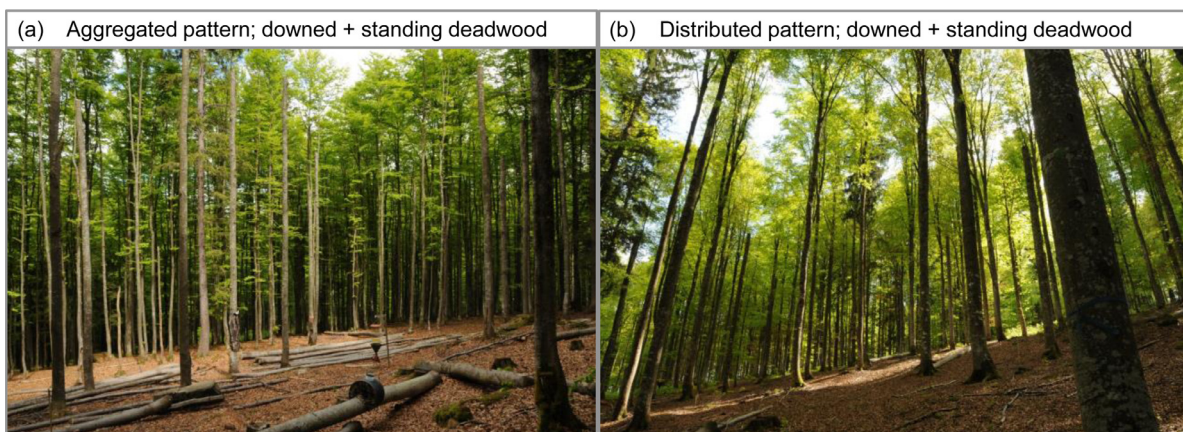 (a) Aggregated pattern; downed + standing deadwood
(b) Distributed pattern; downed + standing deadwood